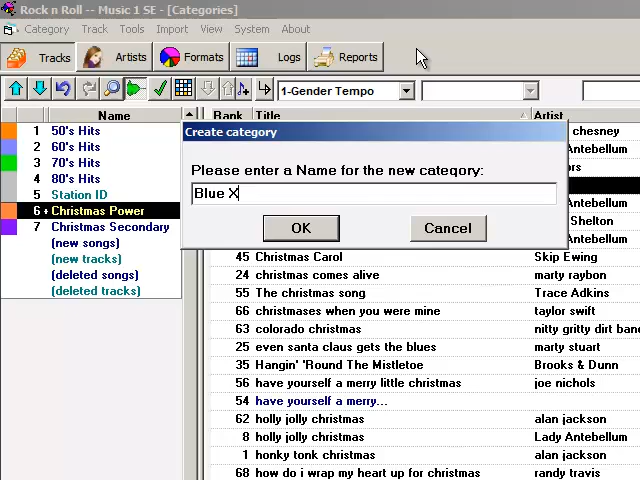 Rock n Roll -- Music 1 SE - [Categories]
Category Track Tools Import View System About
Tracks Artists Formats Logs Reports
1-Gender Tempo
Name Rank Title Artist
Create category
Please enter a Name for the new category:
Blue X
OK Cancel
1 50's Hits chesney
2 60's Hits Antebellum
3 70's Hits
4 80's Hits Antebellum
5 Station ID
6 + Christmas Power Shelton
7 Christmas Secondary Antebellum
(new songs)
(new tracks)
(deleted songs)
(deleted tracks)
45 Christmas Carol Skip Ewing
24 christmas comes alive marty raybon
55 The christmas song Trace Adkins
66 christmases when you were mine taylor swift
63 colorado christmas nitty gritty dirt band
25 even santa claus gets the blues marty stuart
35 Hangin' 'Round The Mistletoe Brooks & Dunn
56 have yourself a merry little christmas joe nichols
54 have yourself a merry...
62 holly jolly christmas alan jackson
8 holly jolly christmas Lady Antebellum
1 honky tonk christmas alan jackson
68 how do i wrap my heart up for christmas randy travis